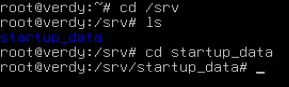 root@verdy:~# cd /srv
root@verdy:/srv# ls
startup_data
root@verdy:/srv# cd startup_data
root@verdy:/srv/startup_data# _